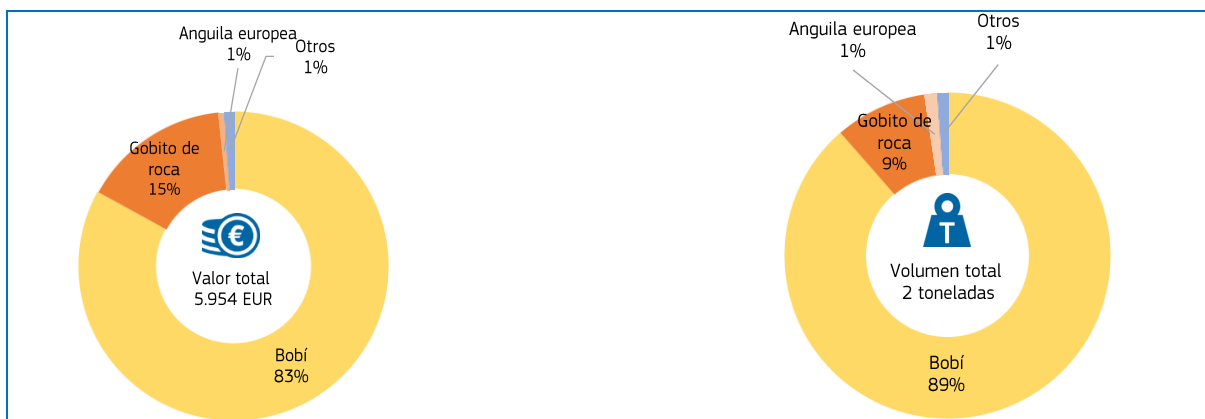 Anguila europea
1%
Otros
1%
Gobito de
roca
15%
Valor total
5.954 EUR
Bobí
83%
Anguila europea
1%
Otros
1%
Gobito de
roca
9%
T
Volumen total
2 toneladas
Bobí
89%